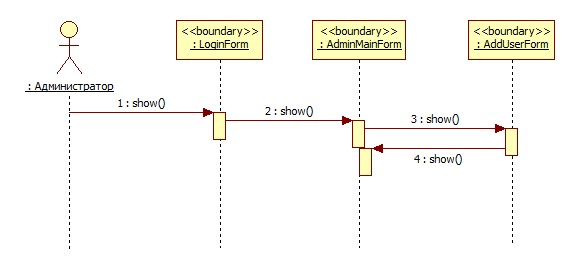 <<boundary>>
: LoginForm
<<boundary>>
: AdminMainForm
<<boundary>>
: AddUserForm
: Администратор
1 : show()
2 : show()
3 : show()
4 : show()